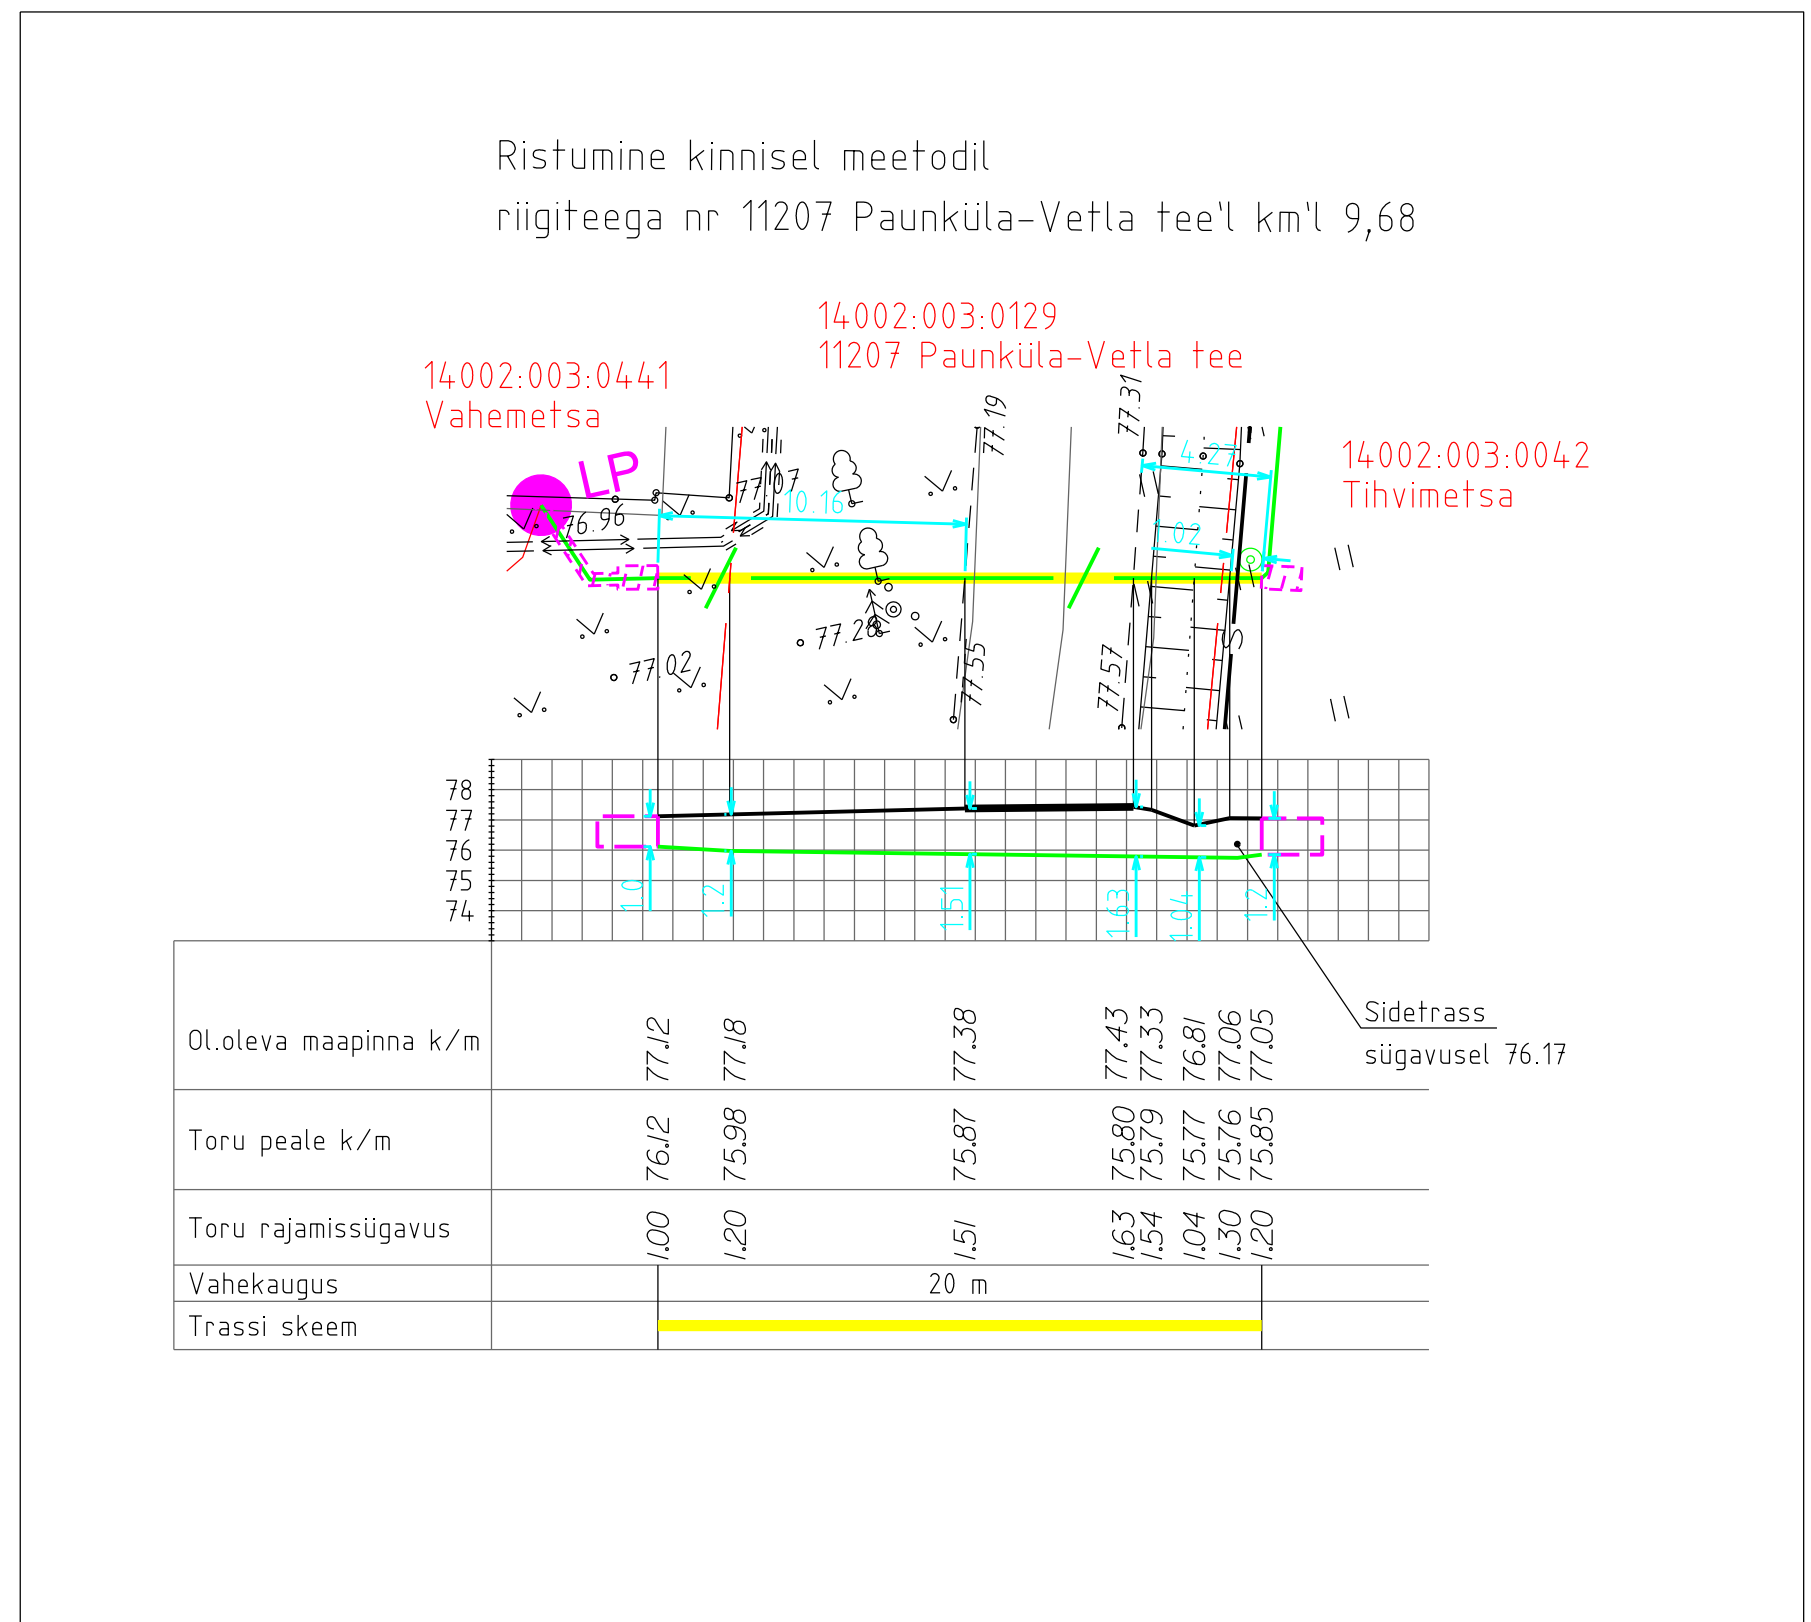 Ristumine kinnisel meetodil
riigiteega nr 11207 Paunküla-Vetla tee'l km'l 9,68
14002:003:0129
11207 Paunküla-Vetla tee
14002:003:0441
Vahemetsa
14002:003:0042
Tihvimetsa
LP
76.96
77.07
10.16
77.19
77.31
4.27
1.02
77.02
77.28
77.55
77.57
S
78
77
76
75
74
1.0
1.2
1.51
1.63
1.04
1.2
Sidetrass
sügavusel 76.17
Ol.oleva maapinna k/m 77.12 77.18 77.38 77.43 77.33 76.81 77.06 77.05
Toru peale k/m 76.12 75.98 75.87 75.80 75.79 75.77 75.76 75.85
Toru rajamissügavus 1.00 1.20 1.51 1.63 1.54 1.04 1.30 1.20
Vahekaugus 20 m
Trassi skeem